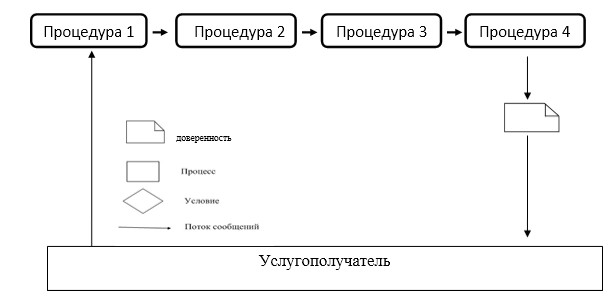 Процедура 1
Процедура 2
Процедура 3
Процедура 4
доверенность
Процесс
Условие
Поток сообщений
Услугополучатель